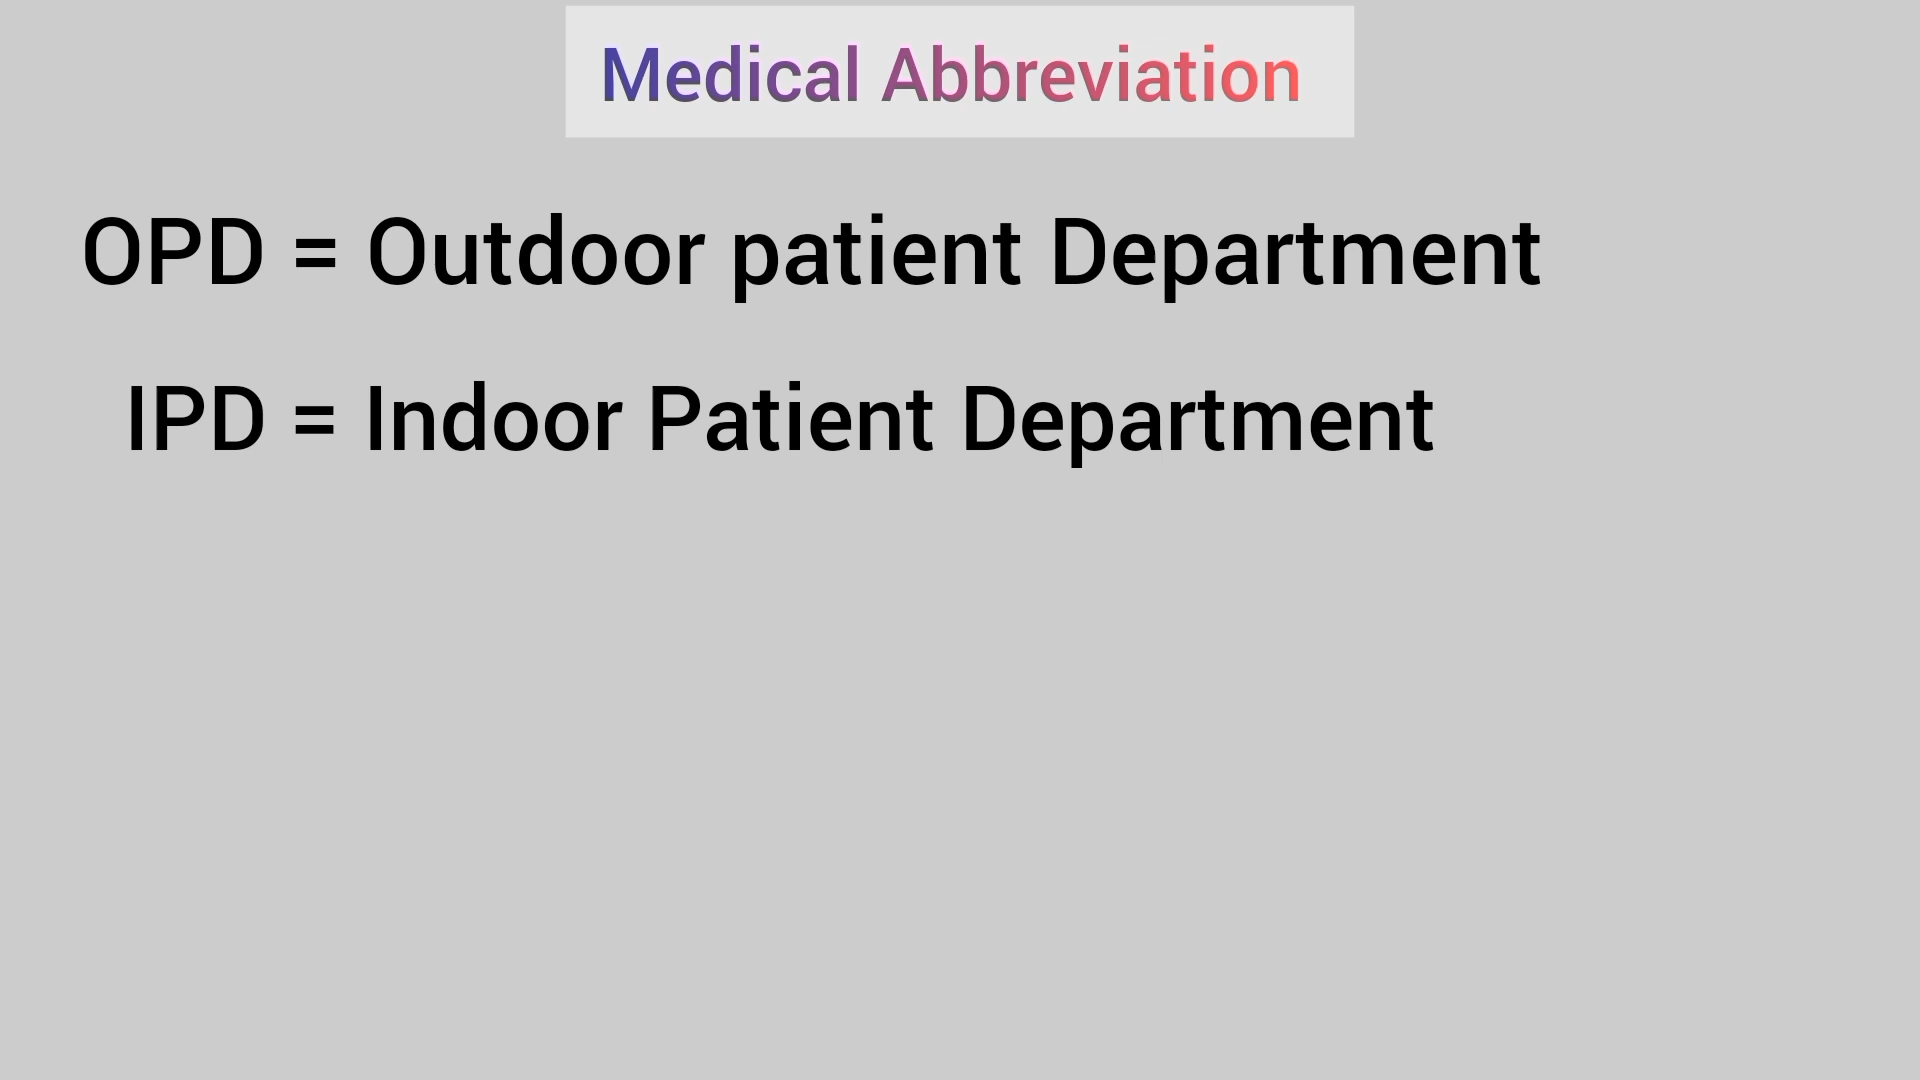 Medical Abbreviation
OPD = Outdoor patient Department
IPD = Indoor Patient Department